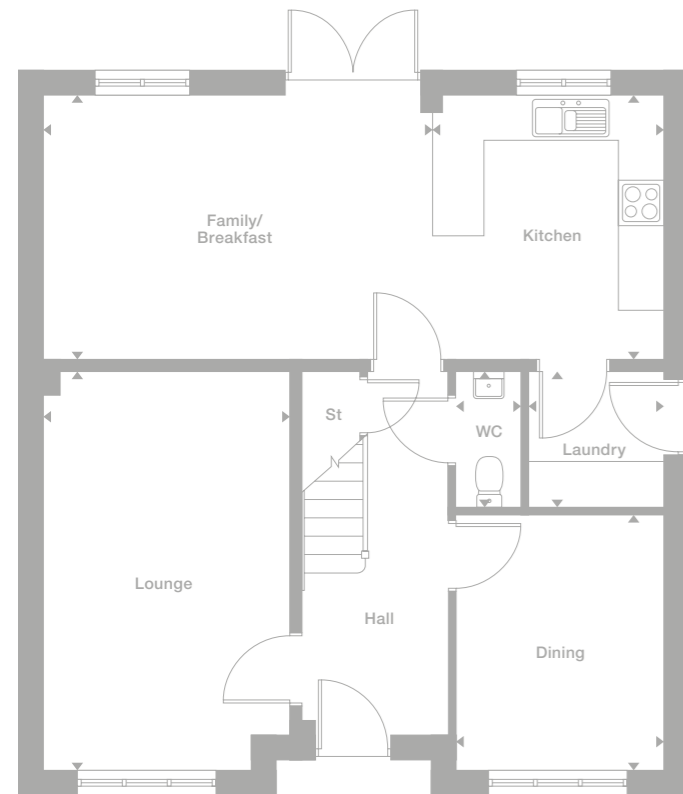 Family/
Breakfast
Kitchen
St
WC
Laundry
Lounge
Hall
Dining